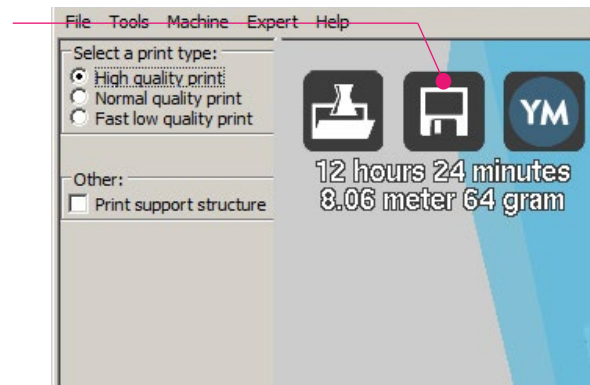 File Tools Machine Expert Help
Select a print type:
High quality print
Normal quality print
Fast low quality print
YM
12 hours 24 minutes
8.06 meter 64 gram
Other:
Print support structure